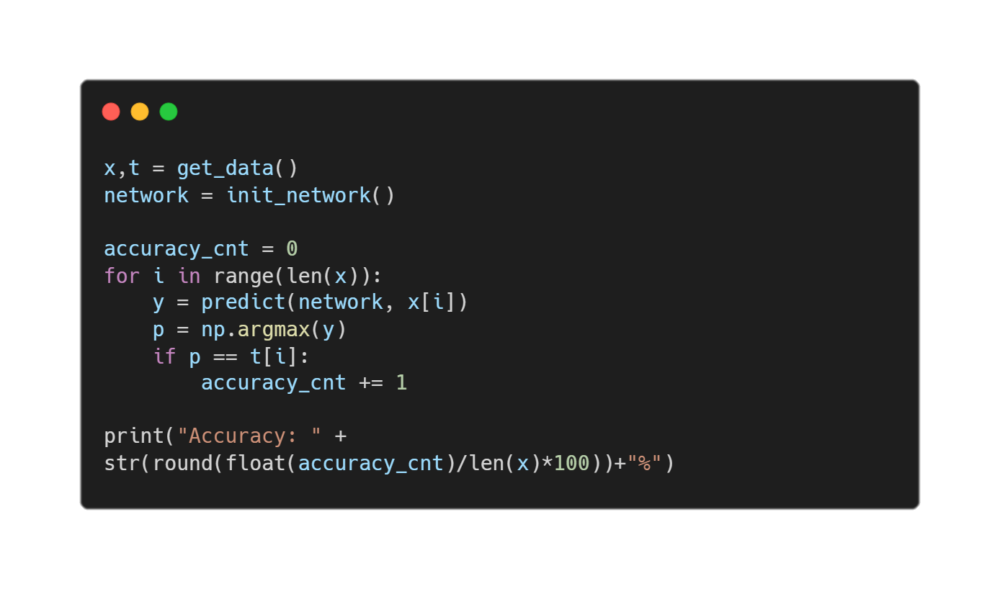 x,t = get_data()
network = init_network()

accuracy_cnt = 0
for i in range(len(x)):
    y = predict(network, x[i])
    p = np.argmax(y)
    if p == t[i]:
        accuracy_cnt += 1

print("Accuracy: " +
str(round(float(accuracy_cnt)/len(x)*100))+"%")